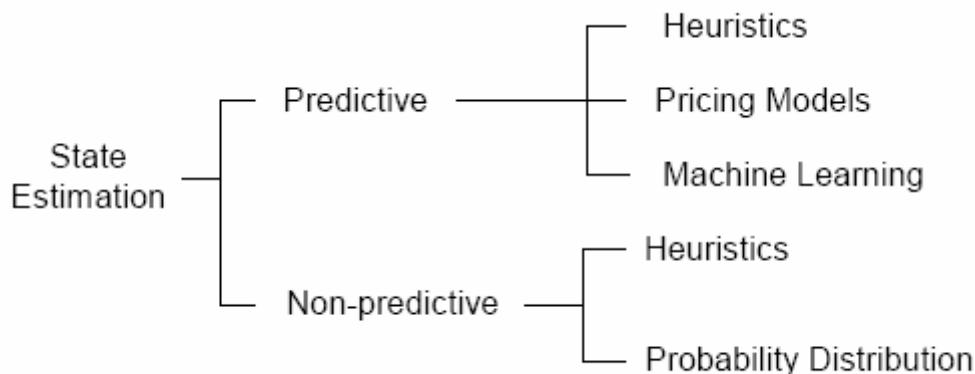 Heuristics
Predictive
Pricing Models
State
Estimation
Machine Learning
Heuristics
Non-predictive
Probability Distribution